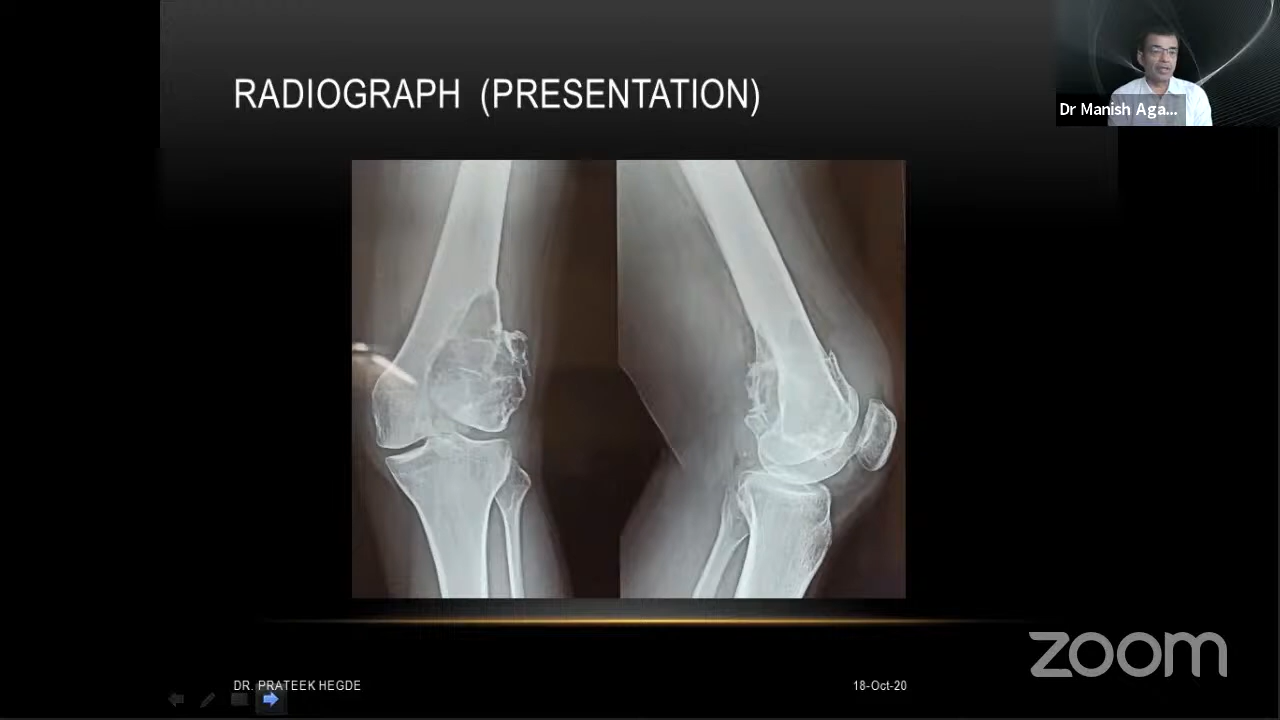 RADIOGRAPH (PRESENTATION)
Dr Manish Aga...
zoom
DR. PRATEEK HEGDE
18-Oct-20